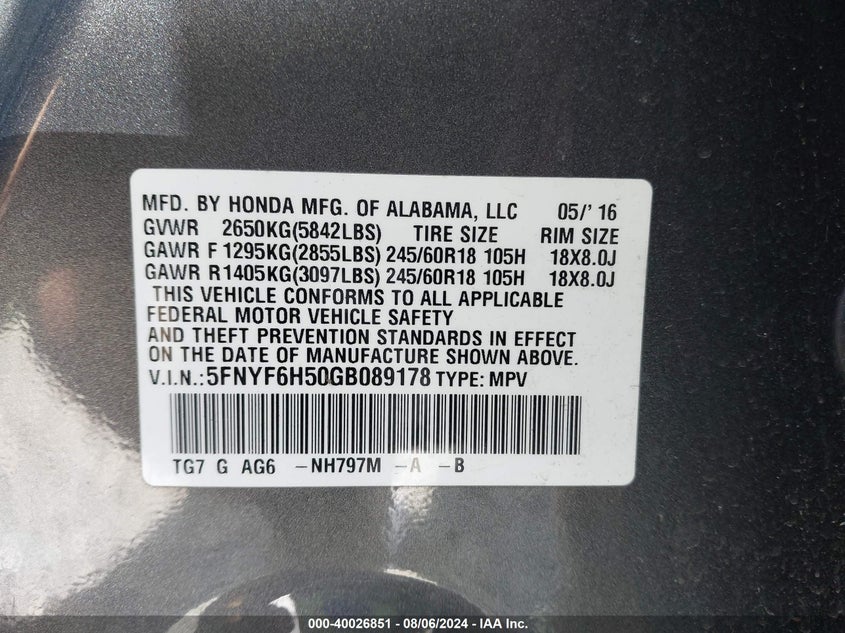 MFD. BY HONDA MFG. OF ALABAMA, LLC 05/' 16
GVWR 2650KG(5842LBS) TIRE SIZE RIM SIZE
GAWR F 1295KG(2855LBS) 245/60R18 105H 18X8.0J
GAWR R1405KG(3097LBS) 245/60R18 105H 18X8.0J
THIS VEHICLE CONFORMS TO ALL APPLICABLE
FEDERAL MOTOR VEHICLE SAFETY
AND THEFT PREVENTION STANDARDS IN EFFECT
ON THE DATE OF MANUFACTURE SHOWN ABOVE.
V.I.N.:5FNYF6H50GB089178 TYPE: MPV
TG7 G AG6 -NH797M -A -B
000-40026851 - 08/06/2024 - IAA Inc.